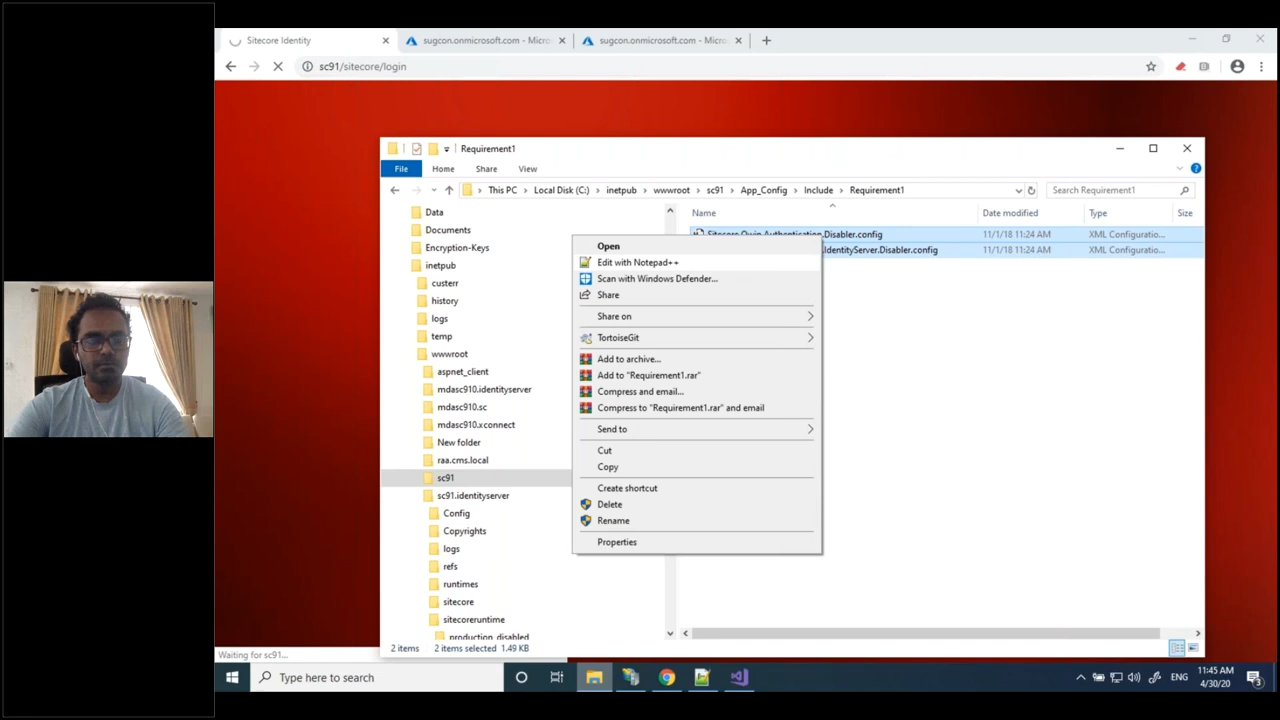 Sitecore Identity
sugcon.onmicrosoft.com - Micro
sugcon.onmicrosoft.com - Micro
sc91/sitecore/login
Requirement1
File Home Share View
This PC Local Disk (C:) inetpub wwwroot sc91 App_Config Include Requirement1
Search Requirement1
Data
Documents
Encryption-Keys
inetpub
custerr
history
logs
temp
wwwroot
aspnet_client
mdasc910.identityserver
mdasc910.sc
mdasc910.xconnect
New folder
raa.cms.local
sc91
sc91.identityserver
Config
Copyrights
logs
refs
runtimes
sitecore
sitecoreruntime
production_disabled
Name Date modified Type Size
Sitecore.Owin.Authentication.Disabler.config 11/1/18 11:24 AM XML Configuratio...
IdentityServer.Disabler.config 11/1/18 11:24 AM XML Configuratio...
Open
Edit with Notepad++
Scan with Windows Defender...
Share
Share on
TortoiseGit
Add to archive...
Add to "Requirement1.rar"
Compress and email...
Compress to "Requirement1.rar" and email
Send to
Cut
Copy
Create shortcut
Delete
Rename
Properties
2 items 2 items selected 1.49 KB
Waiting for sc91...
Type here to search
ENG
11:45 AM
4/30/20
3